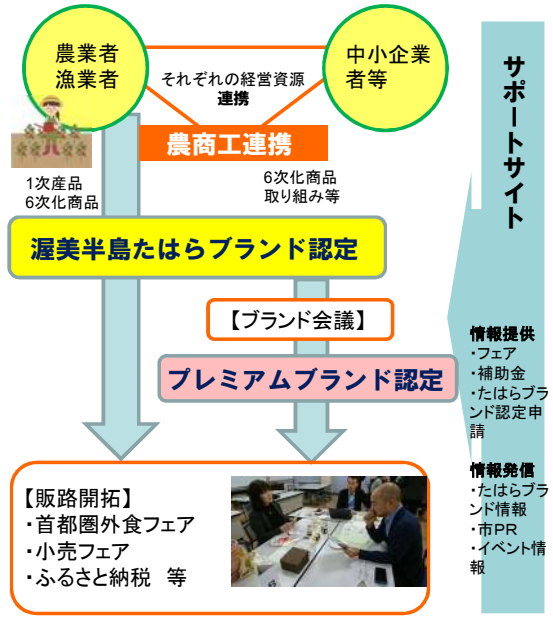 農業者
漁業者
中小企業
者等
それぞれの経営資源
連携
農商工連携
1次産品
6次化商品
6次化商品
取り組み等
渥美半島たはらブランド認定
【ブランド会議】
プレミアムブランド認定
【販路開拓】
・首都圏外食フェア
・小売フェア
・ふるさと納税　等
サポートサイト
情報提供
・フェア
・補助金
・たはらブラ
ンド認定申
請
情報発信
・たはらブラ
ンド情報
・市PR
・イベント情
報